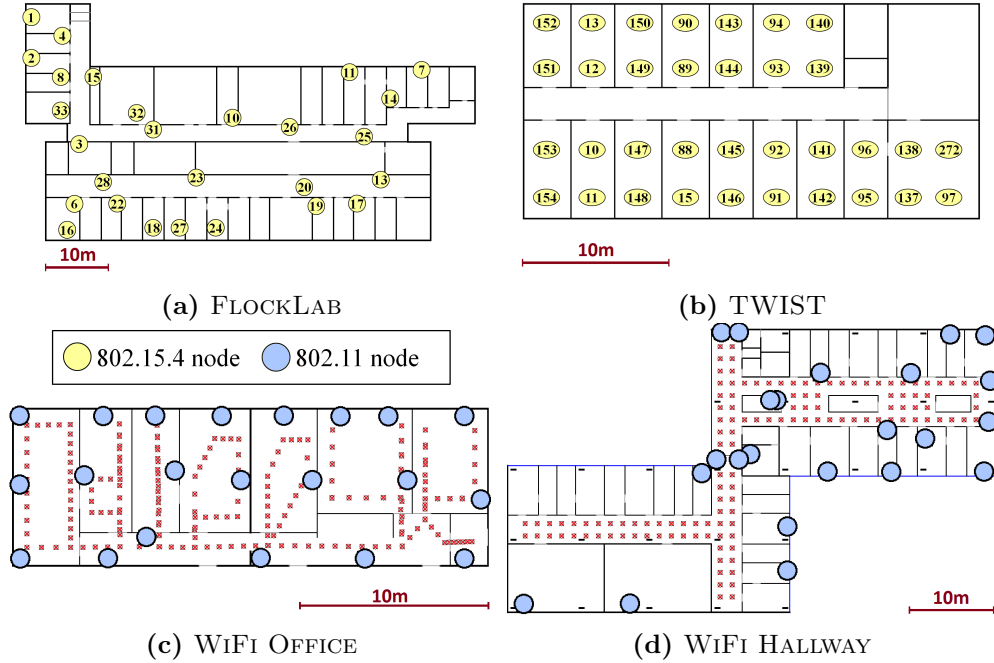 1
4
2
8
15
33
32
31
10
26
11
7
14
25
3
28
23
20
13
6
22
19
17
16
18
27
24
10m
(a) FLOCKLAB
152 13 150 90 143 94 140
151 12 149 89 144 93 139
153 10 147 88 145 92 141 96 138 272
154 11 148 15 146 91 142 95 137 97
10m
(b) TWIST
802.15.4 node 802.11 node
10m
(c) WIFI OFFICE
10m
(d) WIFI HALLWAY